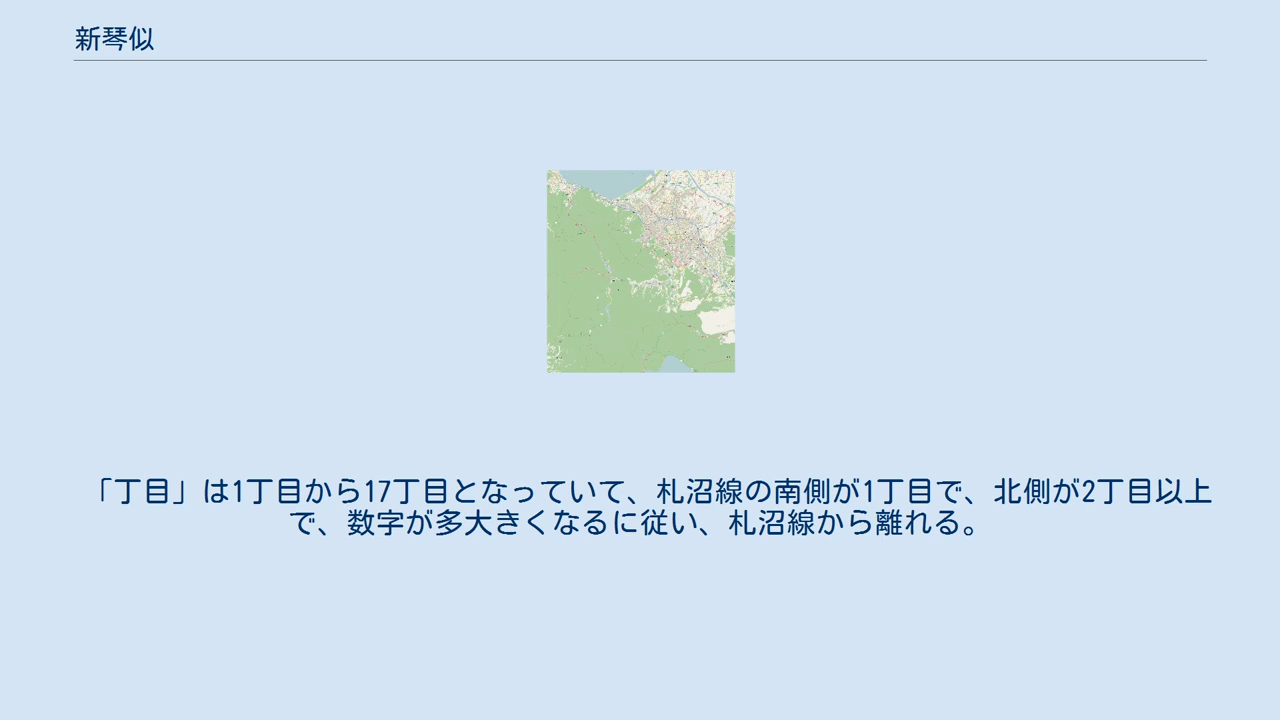 新琴似
「丁目」は1丁目から17丁目となっていて、札沼線の南側が1丁目で、北側が2丁目以上
で、数字が多大きくなるに従い、札沼線から離れる。